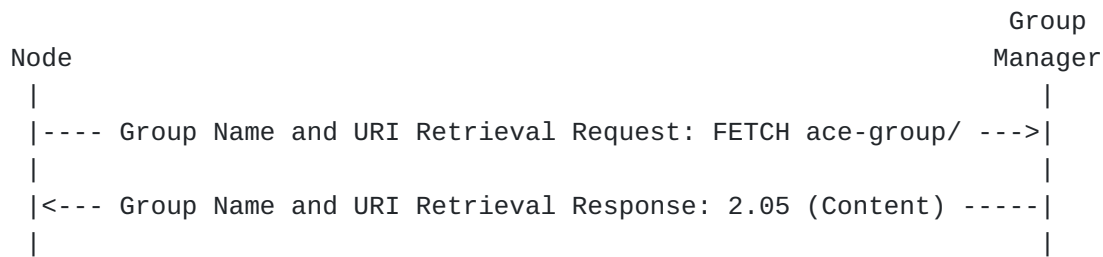 Group
Node Manager
| |
|---- Group Name and URI Retrieval Request: FETCH ace-group/ --->|
| |
|<--- Group Name and URI Retrieval Response: 2.05 (Content) -----|
| |